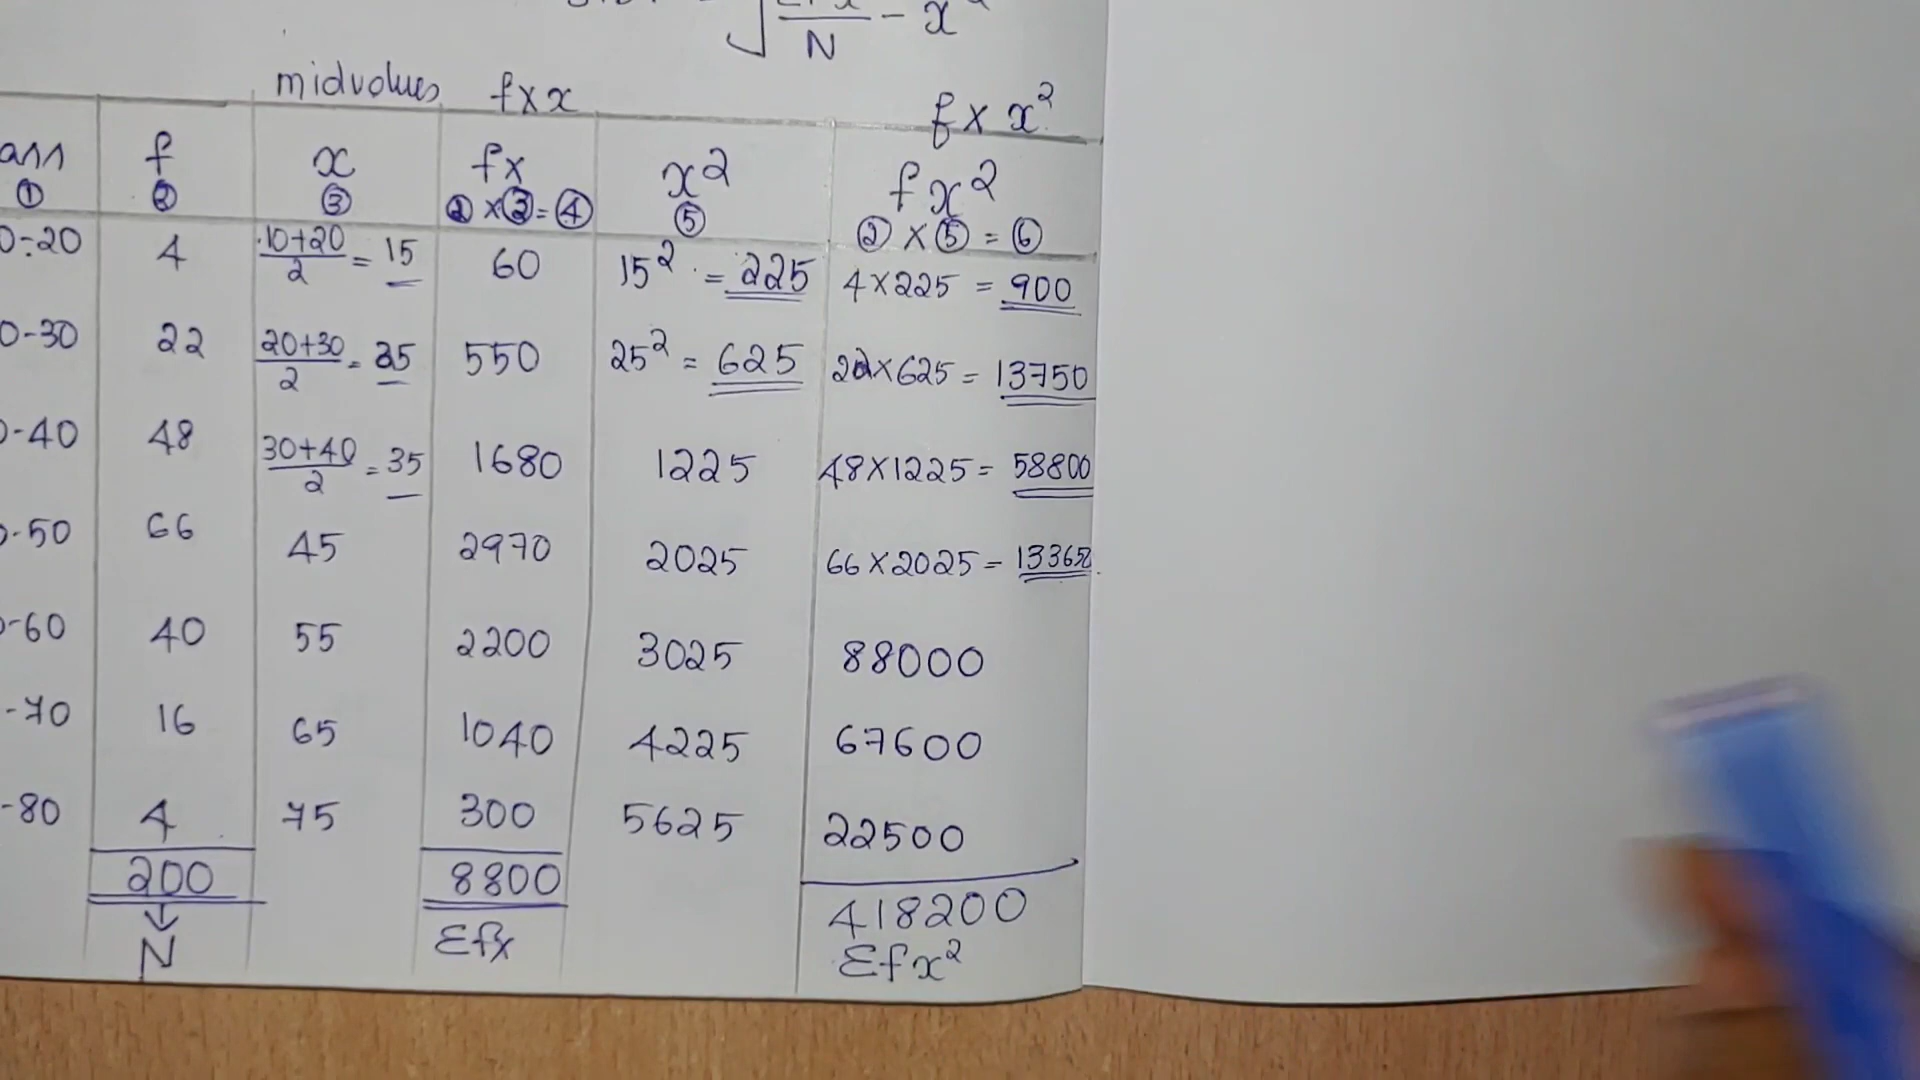 N
- x
midvalues f×x f× x²
f x fx x² fx²
① ② ③ ②×③=④ ⑤ ②×⑤=⑥
0-20 4 10+20/2 = 15 60 15² = 225 4×225 = 900
0-30 22 20+30/2 = 25 550 25² = 625 22×625 = 13750
0-40 48 30+40/2 = 35 1680 1225 48×1225 = 58800
0-50 66 45 2970 2025 66×2025 = 133650
0-60 40 55 2200 3025 88000
-70 16 65 1040 4225 67600
-80 4 75 300 5625 22500
200 8800 418200
N Σfx Σfx²